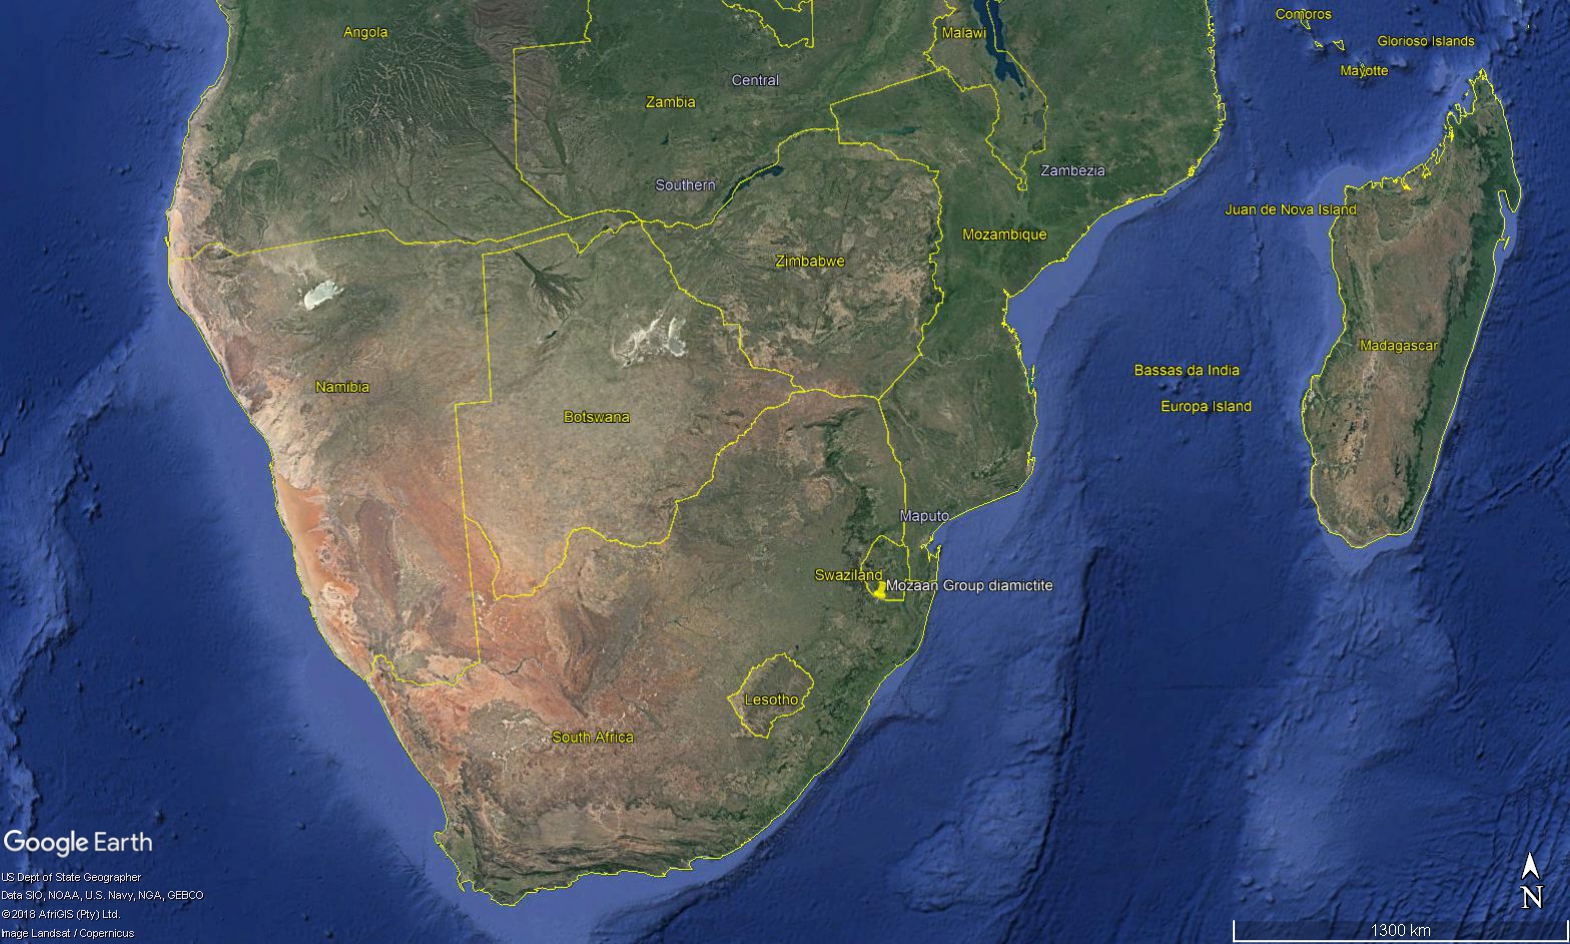 Comoros
Angola
Malawi
Glorioso Islands
Mayotte
Central
Zambia
Zambezia
Southern
Juan de Nova Island
Mozambique
Zimbabwe
Madagascar
Bassas da India
Namibia
Europa Island
Botswana
Maputo
Swaziland
Mozaan Group diamictite
Lesotho
South Africa
Google Earth
US Dept of State Geographer
Data SIO, NOAA, U.S. Navy, NGA, GEBCO
©2018 AfriGIS (Pty) Ltd.
Image Landsat / Copernicus
N
1300 km